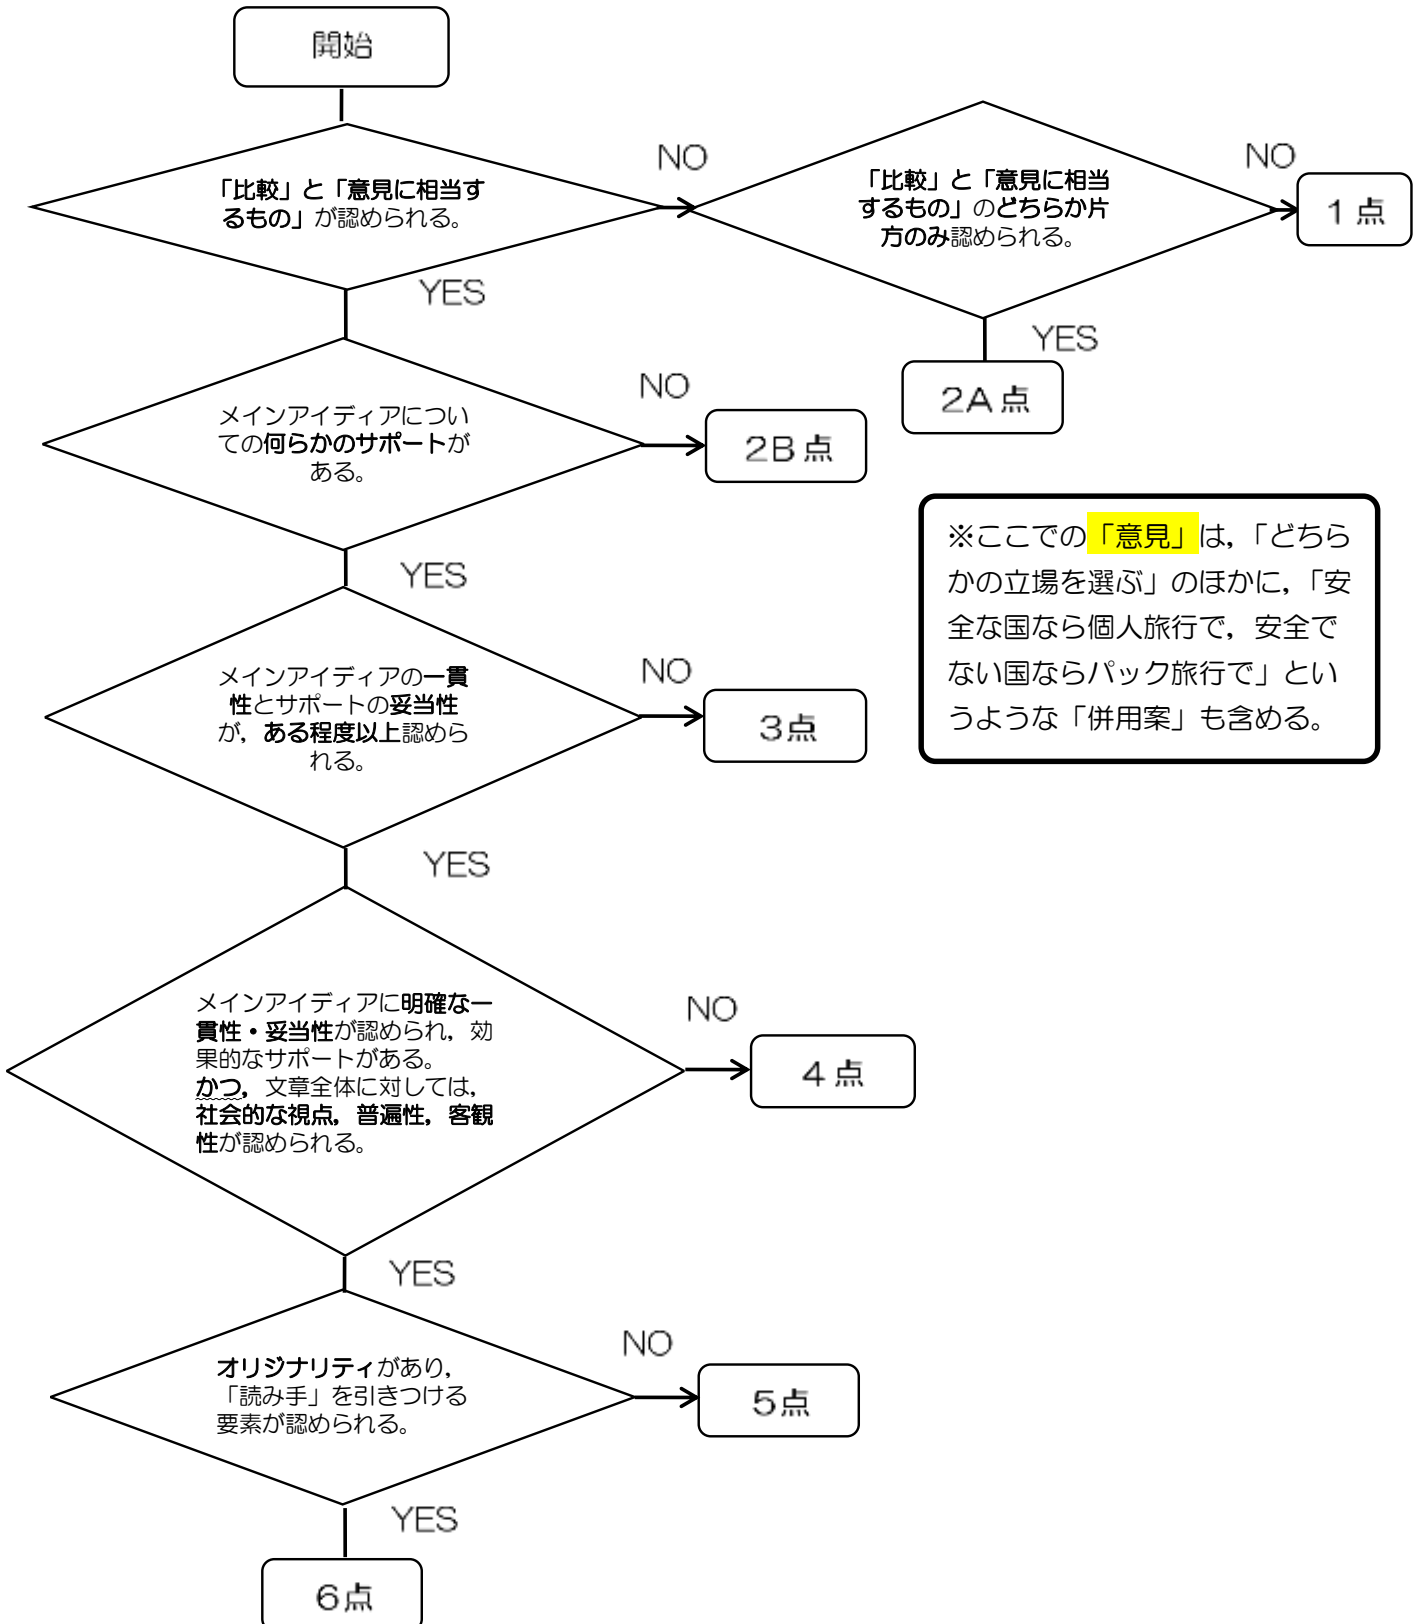 開始
「比較」と「意見に相当す
るもの」が認められる。
NO
「比較」と「意見に相当
するもの」のどちらか片
方のみ認められる。
NO
1点
YES
YES
2A点
メインアイディアについ
ての何らかのサポートが
ある。
NO
2B点
※ここでの「意見」は,「どちら
かの立場を選ぶ」のほかに,「安
全な国なら個人旅行で,安全で
ない国ならパック旅行で」とい
うような「併用案」も含める。
YES
メインアイディアの一貫
性とサポートの妥当性
が,ある程度以上認めら
れる。
NO
3点
YES
メインアイディアに明確な一
貫性・妥当性が認められ,効
果的なサポートがある。
かつ,文章全体に対しては,
社会的な視点,普遍性,客観
性が認められる。
NO
4点
YES
オリジナリティがあり,
「読み手」を引きつける
要素が認められる。
NO
5点
YES
6点